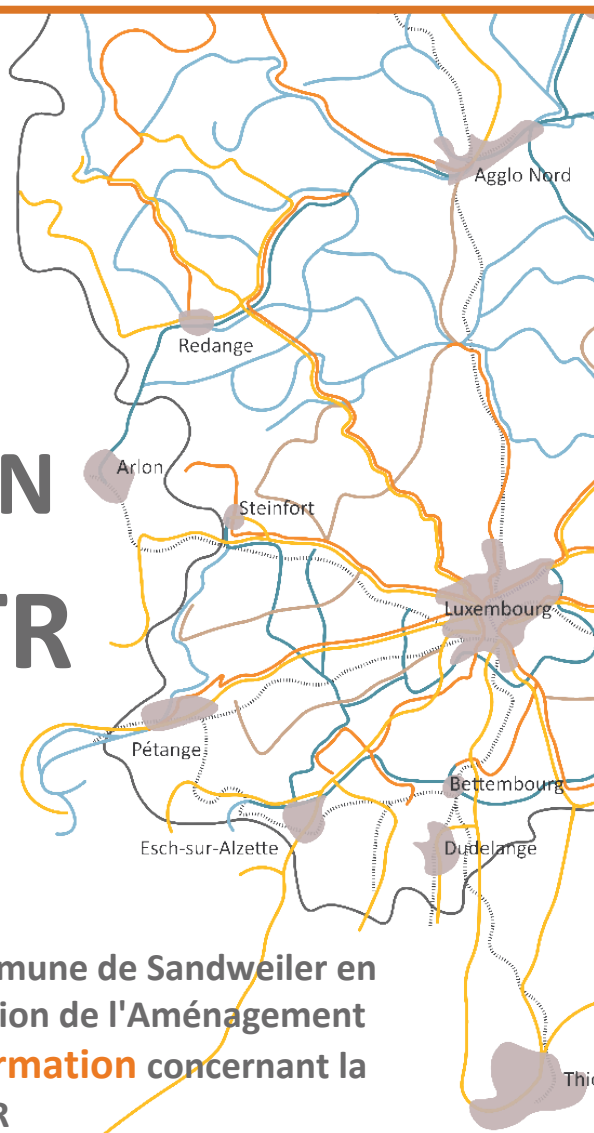 Agglo Nord
Redange
N
Arlon
Steinfort
TR
Luxembourg
Pétange
Bettembourg
Esch-sur-Alzette
Dudelange
mune de Sandweiler en
ion de l'Aménagement
rmation concernant la
R
Thi